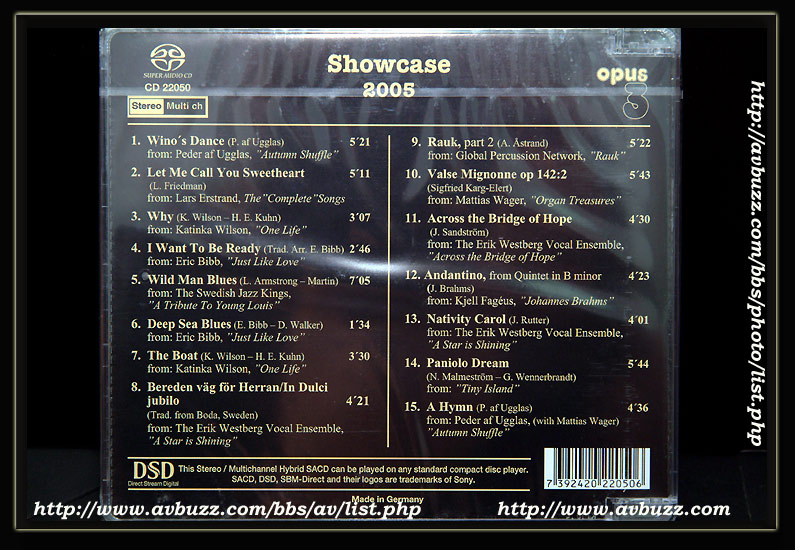 SUPER AUDIO CD
CD 22050
Stereo Multi ch
Showcase
2005
opus 3
1. Wino´s Dance (P. af Ugglas) 5´21
from: Peder af Ugglas, ”Autumn Shuffle”
2. Let Me Call You Sweetheart 5´11
(L. Friedman)
from: Lars Erstrand, The”Complete”Songs
3. Why (K. Wilson – H. E. Kuhn) 3´07
from: Katinka Wilson, ”One Life”
4. I Want To Be Ready (Trad. Arr. E. Bibb) 2´46
from: Eric Bibb, ”Just Like Love”
5. Wild Man Blues (L. Armstrong – Martin) 7´05
from: The Swedish Jazz Kings,
”A Tribute To Young Louis”
6. Deep Sea Blues (E. Bibb – D. Walker) 1´34
from: Eric Bibb, ”Just Like Love”
7. The Boat (K. Wilson – H. E. Kuhn) 3´30
from: Katinka Wilson, ”One Life”
8. Bereden väg för Herran/In Dulci
jubilo 4´21
(Trad. from Boda, Sweden)
from: The Erik Westberg Vocal Ensemble,
”A Star is Shining”
9. Rauk, part 2 (A. Åstrand) 5´22
from: Global Percussion Network, ”Rauk”
10. Valse Mignonne op 142:2 5´43
(Sigfried Karg-Elert)
from: Mattias Wager, ”Organ Treasures”
11. Across the Bridge of Hope 4´30
(J. Sandström)
from: The Erik Westberg Vocal Ensemble,
”Across the Bridge of Hope”
12. Andantino, from Quintet in B minor 4´23
(J. Brahms)
from: Kjell Fagéus, ”Johannes Brahms”
13. Nativity Carol (J. Rutter) 4´01
from: The Erik Westberg Vocal Ensemble,
”A Star is Shining”
14. Paniolo Dream 5´44
(N. Malmeström – G. Wennerbrandt)
from: ”Tiny Island”
15. A Hymn (P. af Ugglas) 4´36
from: Peder af Ugglas, (with Mattias Wager)
”Autumn Shuffle”
DSD
Direct Stream Digital
This Stereo / Multichannel Hybrid SACD can be played on any standard compact disc player.
SACD, DSD, SBM-Direct and their logos are trademarks of Sony.
Made in Germany
7 392420 220506
http://www.avbuzz.com/bbs/av/list.php
http://www.avbuzz.com
http://avbuzz.com/bbs/photo/list.php